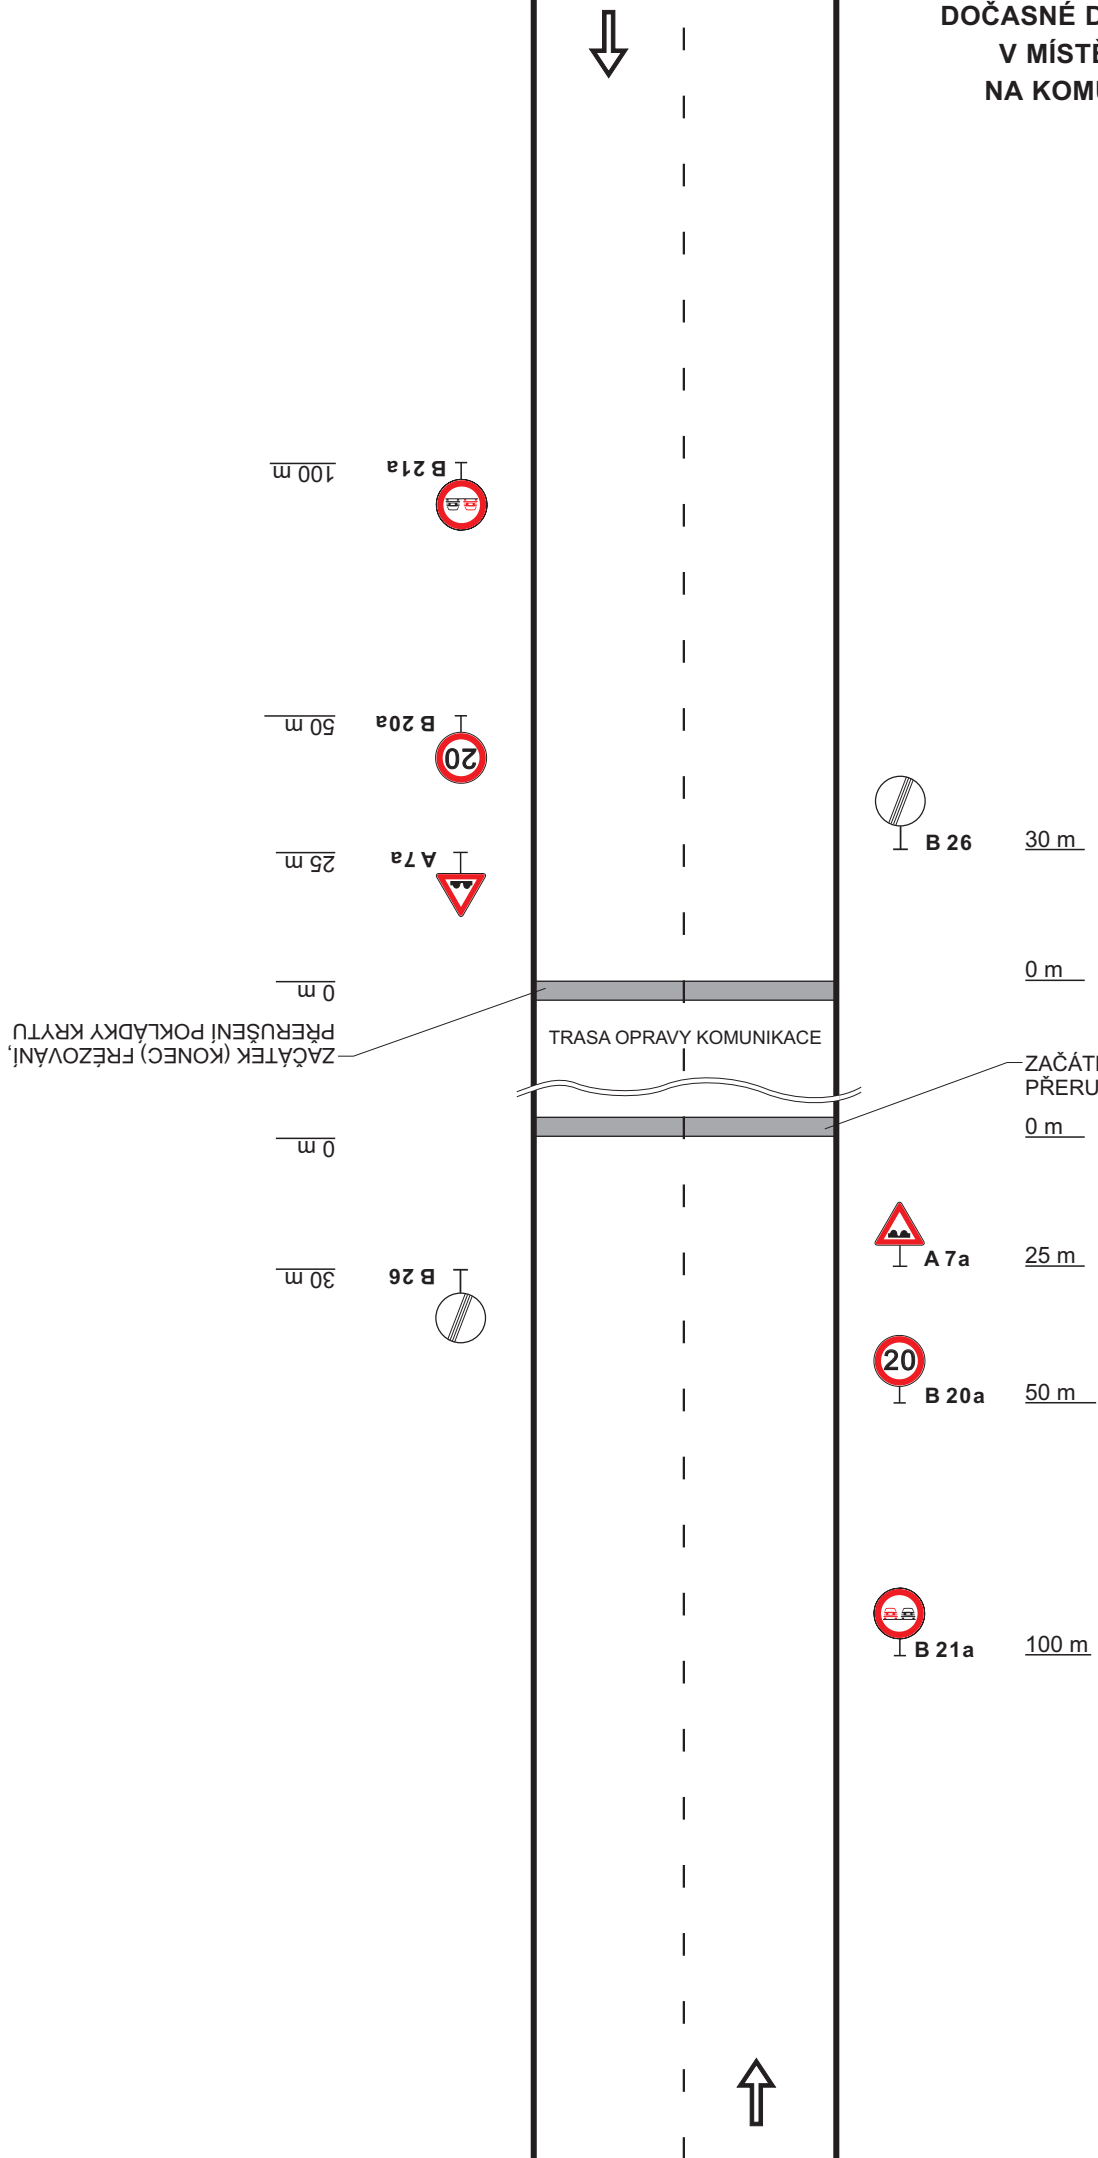 DOČASNÉ D
V MÍSTĚ
NA KOMU
100 m
B 21a
50 m
B 20a
20
25 m
A 7a
B 26
30 m
0 m
0 m
ZAČÁTEK (KONEC) FRÉZOVÁNÍ,
PŘERUŠENÍ POKLÁDKY KRYTU
TRASA OPRAVY KOMUNIKACE
ZAČÁT
PŘERU
0 m
0 m
A 7a
25 m
30 m
B 26
20
B 20a
50 m
B 21a
100 m